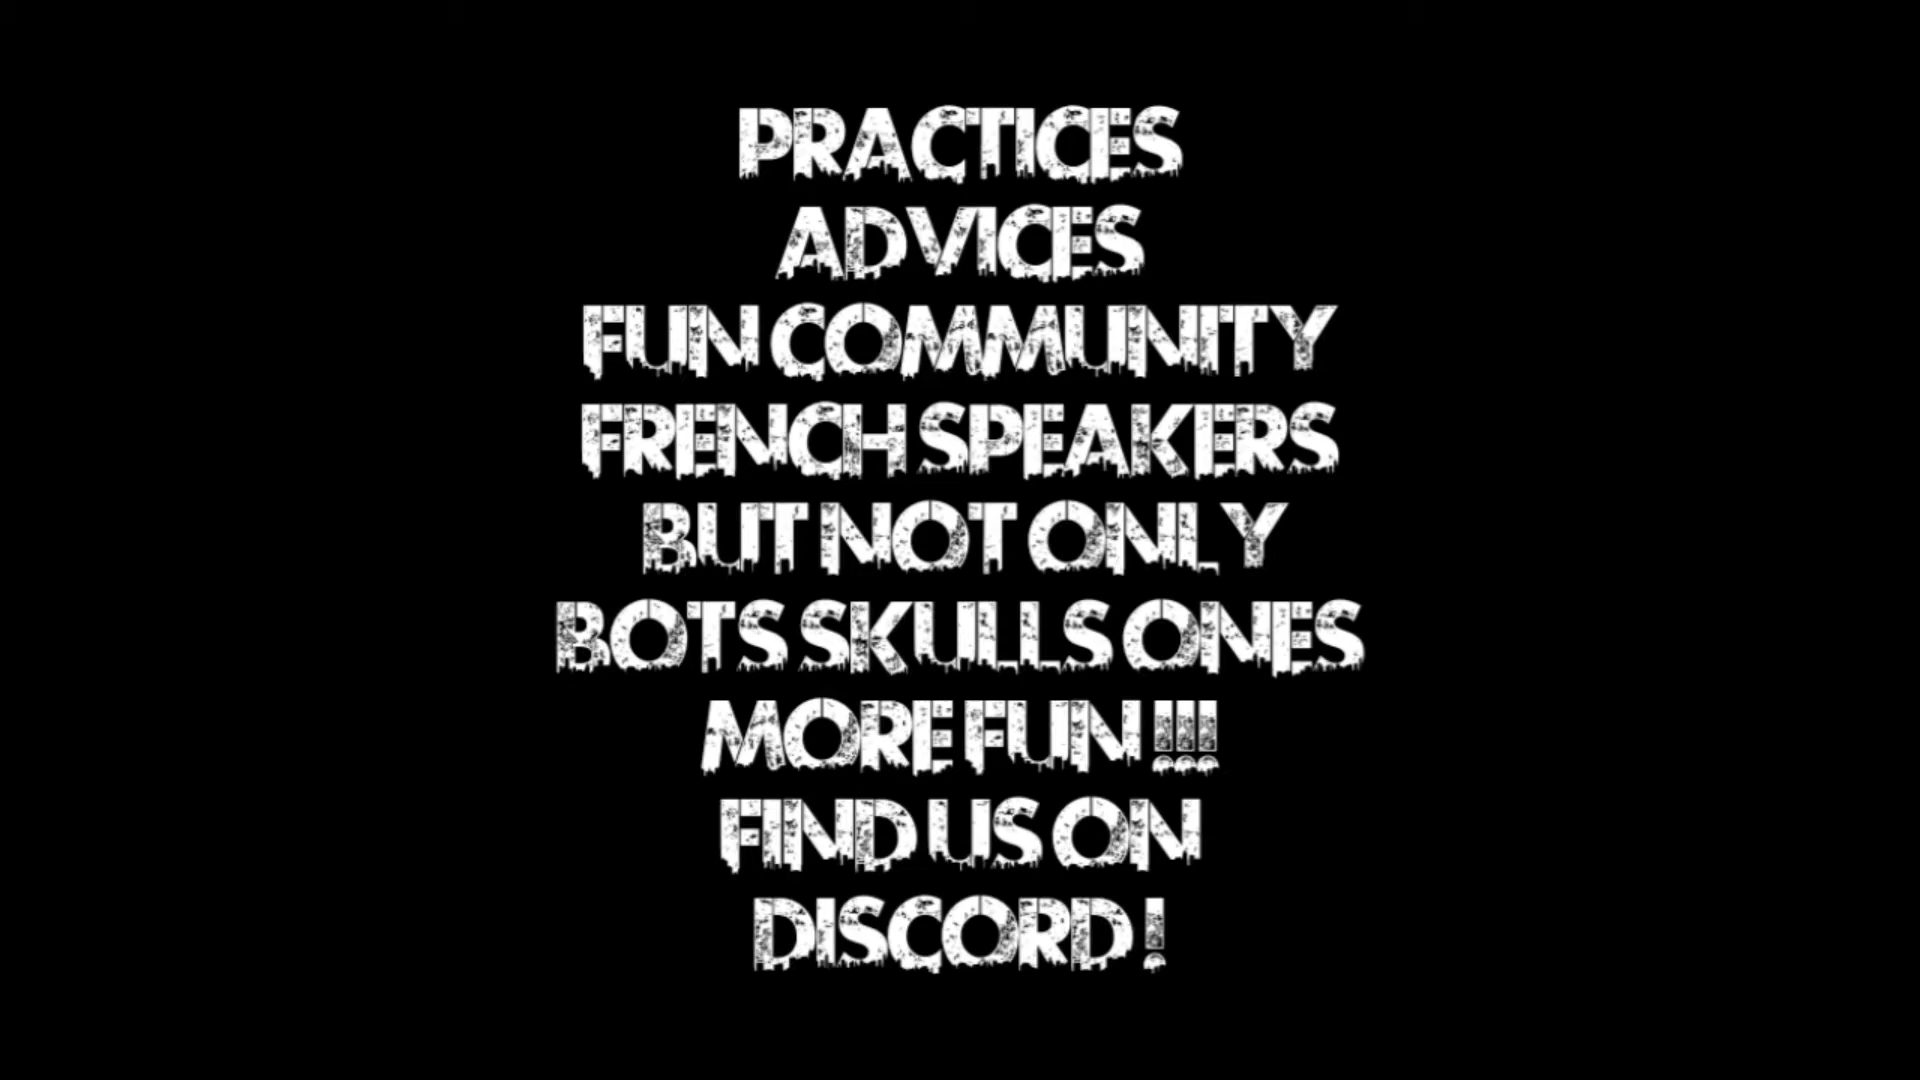 PRACTICES
ADVICES
FUN COMMUNITY
FRENCH SPEAKERS
BUT NOT ONLY
BOTS SKULLS ONES
MORE FUN !!!
FIND US ON
DISCORD !